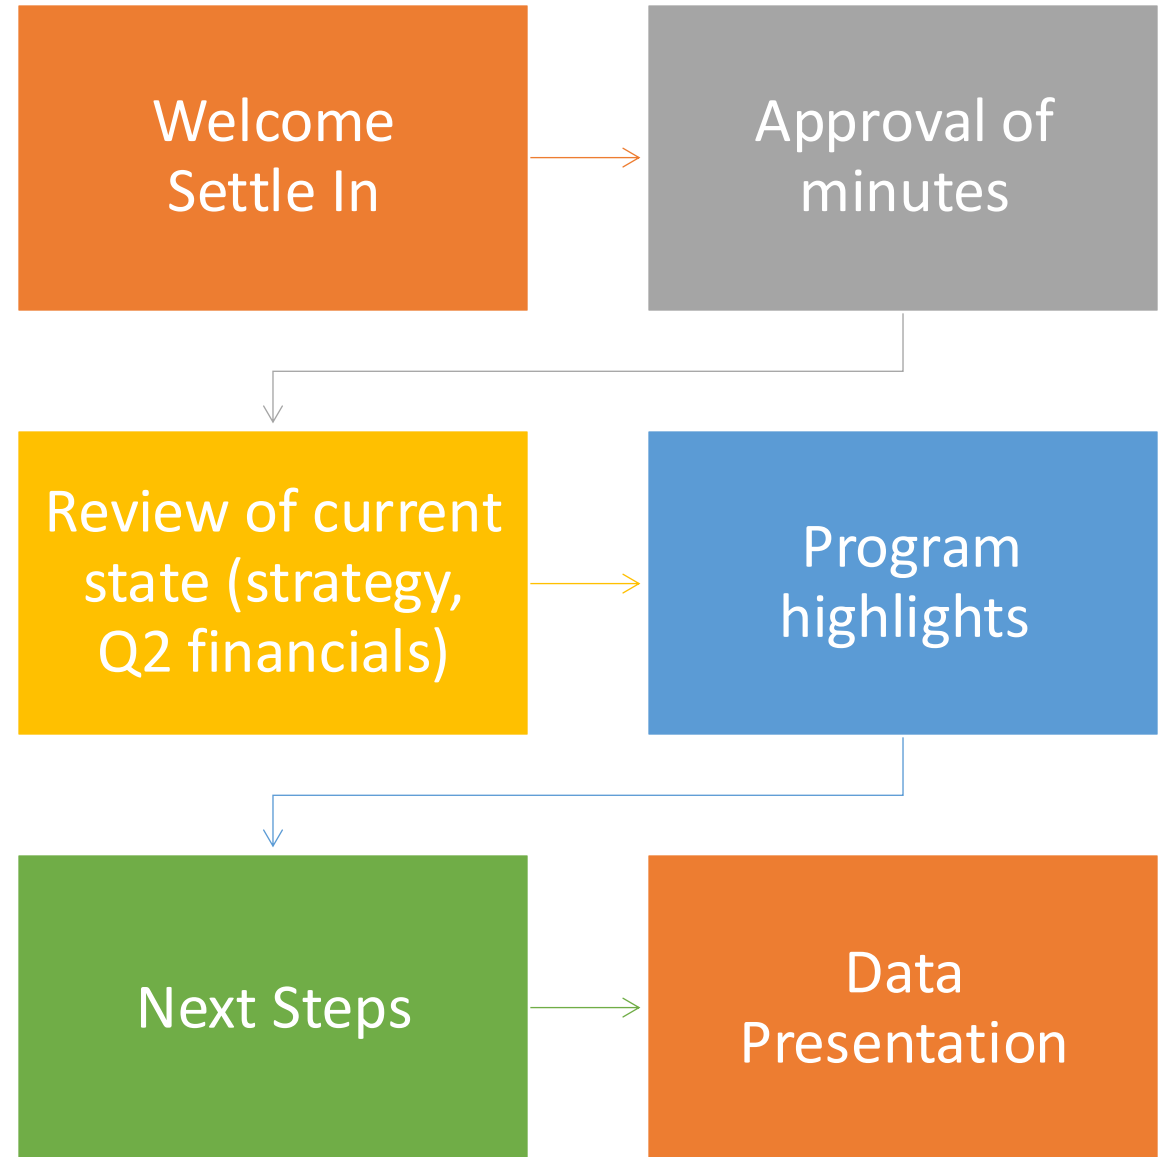 Welcome
Settle In
Approval of
minutes
Review of current
state (strategy,
Q2 financials)
Program
highlights
Next Steps
Data
Presentation